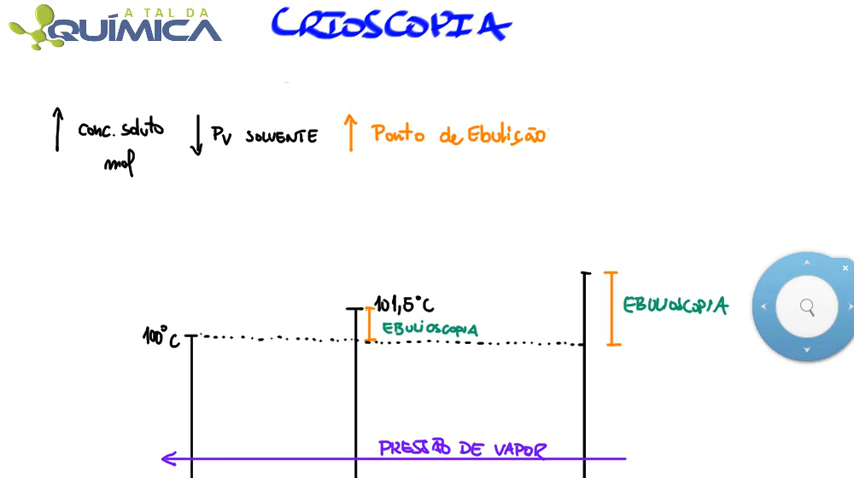 A TAL DA
QUÍMICA
CRIOSCOPIA
↑ conc. soluto ↓ Pv SOLVENTE ↑ Ponto de Ebulição
mol
101,5°C
EBULIOSCOPIA
EBULIOSCOPIA
100°C
PRESSÃO DE VAPOR